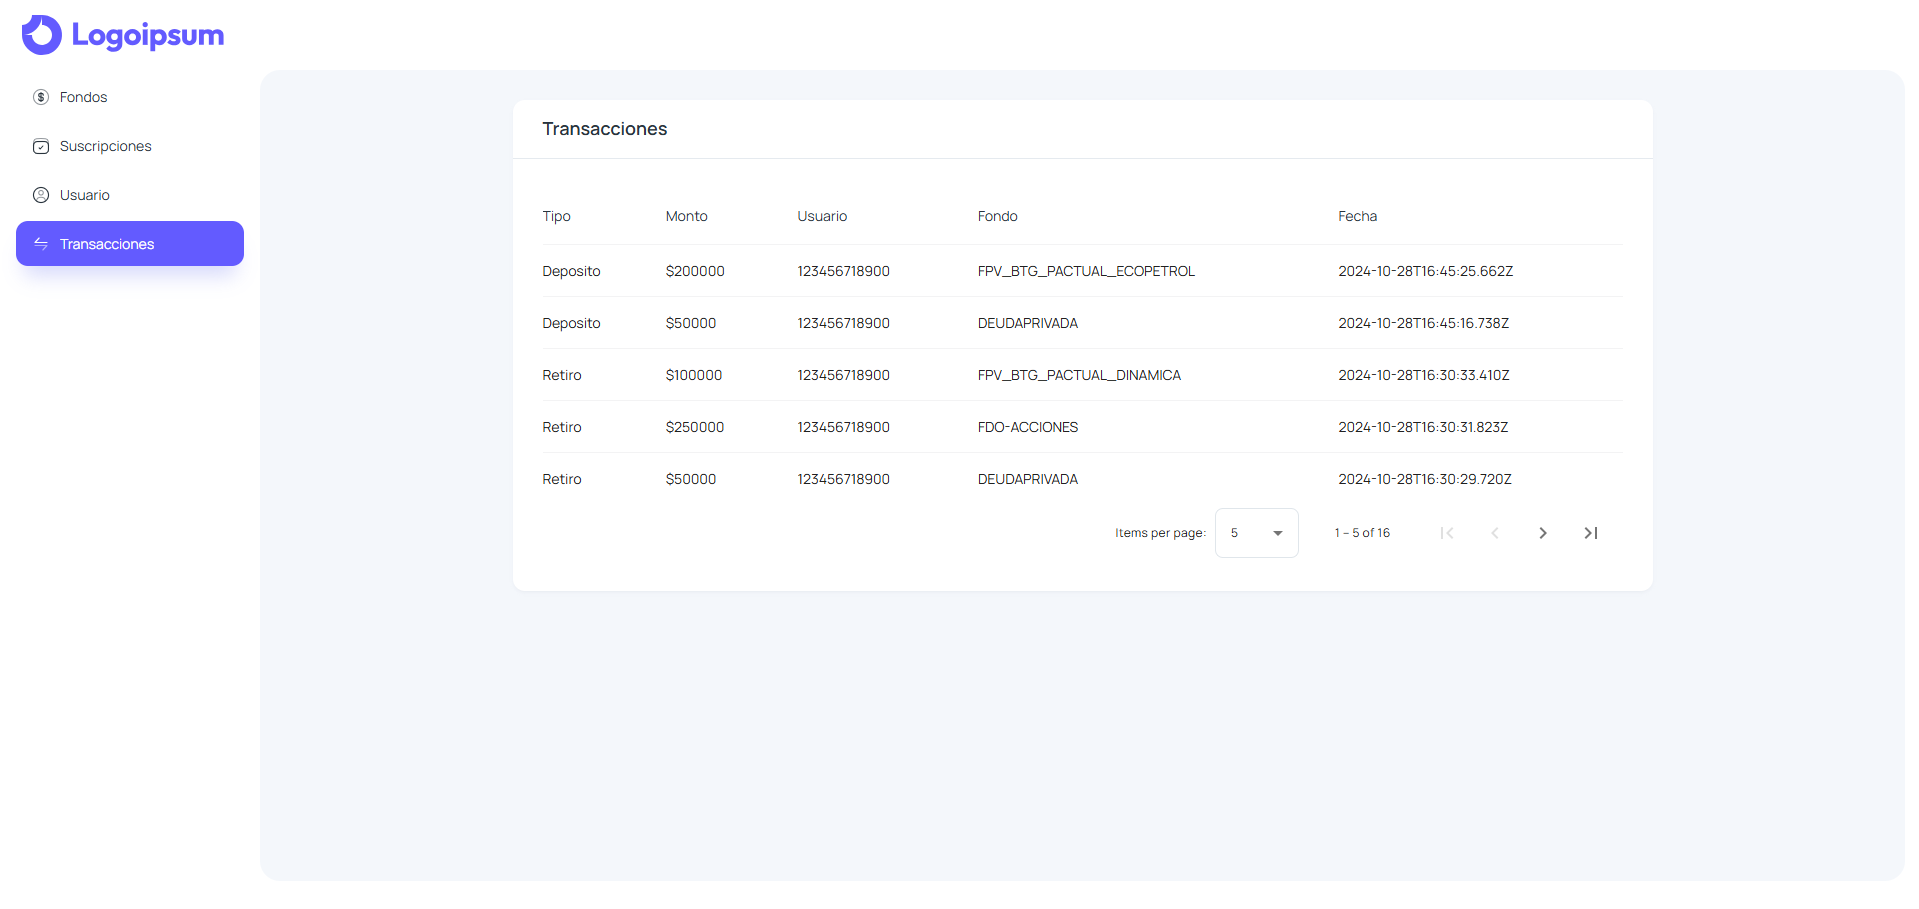 Logoipsum
Fondos
Suscripciones
Usuario
Transacciones
Transacciones
Tipo Monto Usuario Fondo Fecha
Deposito $200000 123456718900 FPV_BTG_PACTUAL_ECOPETROL 2024-10-28T16:45:25.662Z
Deposito $50000 123456718900 DEUDAPRIVADA 2024-10-28T16:45:16.738Z
Retiro $100000 123456718900 FPV_BTG_PACTUAL_DINAMICA 2024-10-28T16:30:33.410Z
Retiro $250000 123456718900 FDO-ACCIONES 2024-10-28T16:30:31.823Z
Retiro $50000 123456718900 DEUDAPRIVADA 2024-10-28T16:30:29.720Z
Items per page: 5 1 – 5 of 16